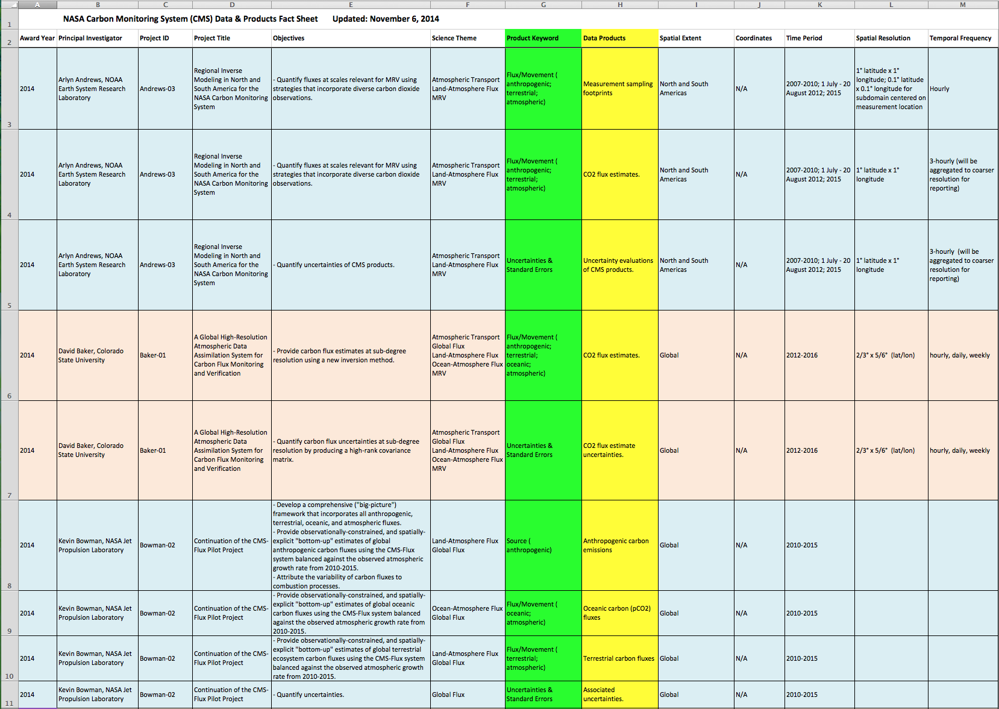 A B C D E F G H I J K L M
1 NASA Carbon Monitoring System (CMS) Data & Products Fact Sheet Updated: November 6, 2014
2 Award Year Principal Investigator Project ID Project Title Objectives Science Theme Product Keyword Data Products Spatial Extent Coordinates Time Period Spatial Resolution Temporal Frequency
3
2014
Arlyn Andrews, NOAA
Earth System Research
Laboratory
Andrews-03
Regional Inverse
Modeling in North and
South America for the
NASA Carbon Monitoring
System
- Quantify fluxes at scales relevant for MRV using
strategies that incorporate diverse carbon dioxide
observations.
Atmospheric Transport
Land-Atmosphere Flux
MRV
Flux/Movement (
anthropogenic;
terrestrial;
atmospheric)
Measurement sampling
footprints
North and South
Americas
N/A
2007-2010; 1 July - 20
August 2012; 2015
1° latitude x 1°
longitude; 0.1° latitude
x 0.1° longitude for
subdomain centered on
measurement location
Hourly
4
2014
Arlyn Andrews, NOAA
Earth System Research
Laboratory
Andrews-03
Regional Inverse
Modeling in North and
South America for the
NASA Carbon Monitoring
System
- Quantify fluxes at scales relevant for MRV using
strategies that incorporate diverse carbon dioxide
observations.
Atmospheric Transport
Land-Atmosphere Flux
MRV
Flux/Movement (
anthropogenic;
terrestrial;
atmospheric)
CO2 flux estimates.
North and South
Americas
N/A
2007-2010; 1 July - 20
August 2012; 2015
1° latitude x 1°
longitude
3-hourly (will be
aggregated to coarser
resolution for
reporting)
5
2014
Arlyn Andrews, NOAA
Earth System Research
Laboratory
Andrews-03
Regional Inverse
Modeling in North and
South America for the
NASA Carbon Monitoring
System
- Quantify uncertainties of CMS products.
Atmospheric Transport
Land-Atmosphere Flux
MRV
Uncertainties &
Standard Errors
Uncertainty evaluations
of CMS products.
North and South
Americas
N/A
2007-2010; 1 July - 20
August 2012; 2015
1° latitude x 1°
longitude
3-hourly (will be
aggregated to coarser
resolution for
reporting)
6
2014
David Baker, Colorado
State University
Baker-01
A Global High-Resolution
Atmospheric Data
Assimilation System for
Carbon Flux Monitoring
and Verification
- Provide carbon flux estimates at sub-degree
resolution using a new inversion method.
Atmospheric Transport
Global Flux
Land-Atmosphere Flux
Ocean-Atmosphere Flux
MRV
Flux/Movement (
anthropogenic;
terrestrial;
oceanic;
atmospheric)
CO2 flux estimates.
Global
N/A
2012-2016
2/3° x 5/6° (lat/lon)
hourly, daily, weekly
7
2014
David Baker, Colorado
State University
Baker-01
A Global High-Resolution
Atmospheric Data
Assimilation System for
Carbon Flux Monitoring
and Verification
- Quantify carbon flux uncertainties at sub-degree
resolution by producing a high-rank covariance
matrix.
Atmospheric Transport
Global Flux
Land-Atmosphere Flux
Ocean-Atmosphere Flux
MRV
Uncertainties &
Standard Errors
CO2 flux estimate
uncertainties.
Global
N/A
2012-2016
2/3° x 5/6° (lat/lon)
hourly, daily, weekly
8
2014
Kevin Bowman, NASA Jet
Propulsion Laboratory
Bowman-02
Continuation of the CMS-
Flux Pilot Project
- Develop a comprehensive ("big-picture")
framework that incorporates all anthropogenic,
terrestrial, oceanic, and atmospheric fluxes.
- Provide observationally-constrained, and spatially-
explicit "bottom-up" estimates of global
anthropogenic carbon fluxes using the CMS-Flux
system balanced against the observed atmospheric
growth rate from 2010-2015.
- Attribute the variability of carbon fluxes to
combustion processes.
Land-Atmosphere Flux
Global Flux
Source (
anthropogenic)
Anthropogenic carbon
emissions
Global
N/A
2010-2015
9
2014
Kevin Bowman, NASA Jet
Propulsion Laboratory
Bowman-02
Continuation of the CMS-
Flux Pilot Project
- Provide observationally-constrained, and spatially-
explicit "bottom-up" estimates of global oceanic
carbon fluxes using the CMS-Flux system balanced
against the observed atmospheric growth rate from
2010-2015.
Ocean-Atmosphere Flux
Global Flux
Flux/Movement (
oceanic;
atmospheric)
Oceanic carbon (pCO2)
fluxes
Global
N/A
2010-2015
10
2014
Kevin Bowman, NASA Jet
Propulsion Laboratory
Bowman-02
Continuation of the CMS-
Flux Pilot Project
- Provide observationally-constrained, and spatially-
explicit "bottom-up" estimates of global terrestrial
ecosystem carbon fluxes using the CMS-Flux system
balanced against the observed atmospheric growth
rate from 2010-2015.
Land-Atmosphere Flux
Global Flux
Flux/Movement (
terrestrial;
atmospheric)
Terrestrial carbon fluxes
Global
N/A
2010-2015
11
2014
Kevin Bowman, NASA Jet
Propulsion Laboratory
Bowman-02
Continuation of the CMS-
Flux Pilot Project
- Quantify uncertainties.
Global Flux
Uncertainties &
Standard Errors
Associated
uncertainties.
Global
N/A
2010-2015